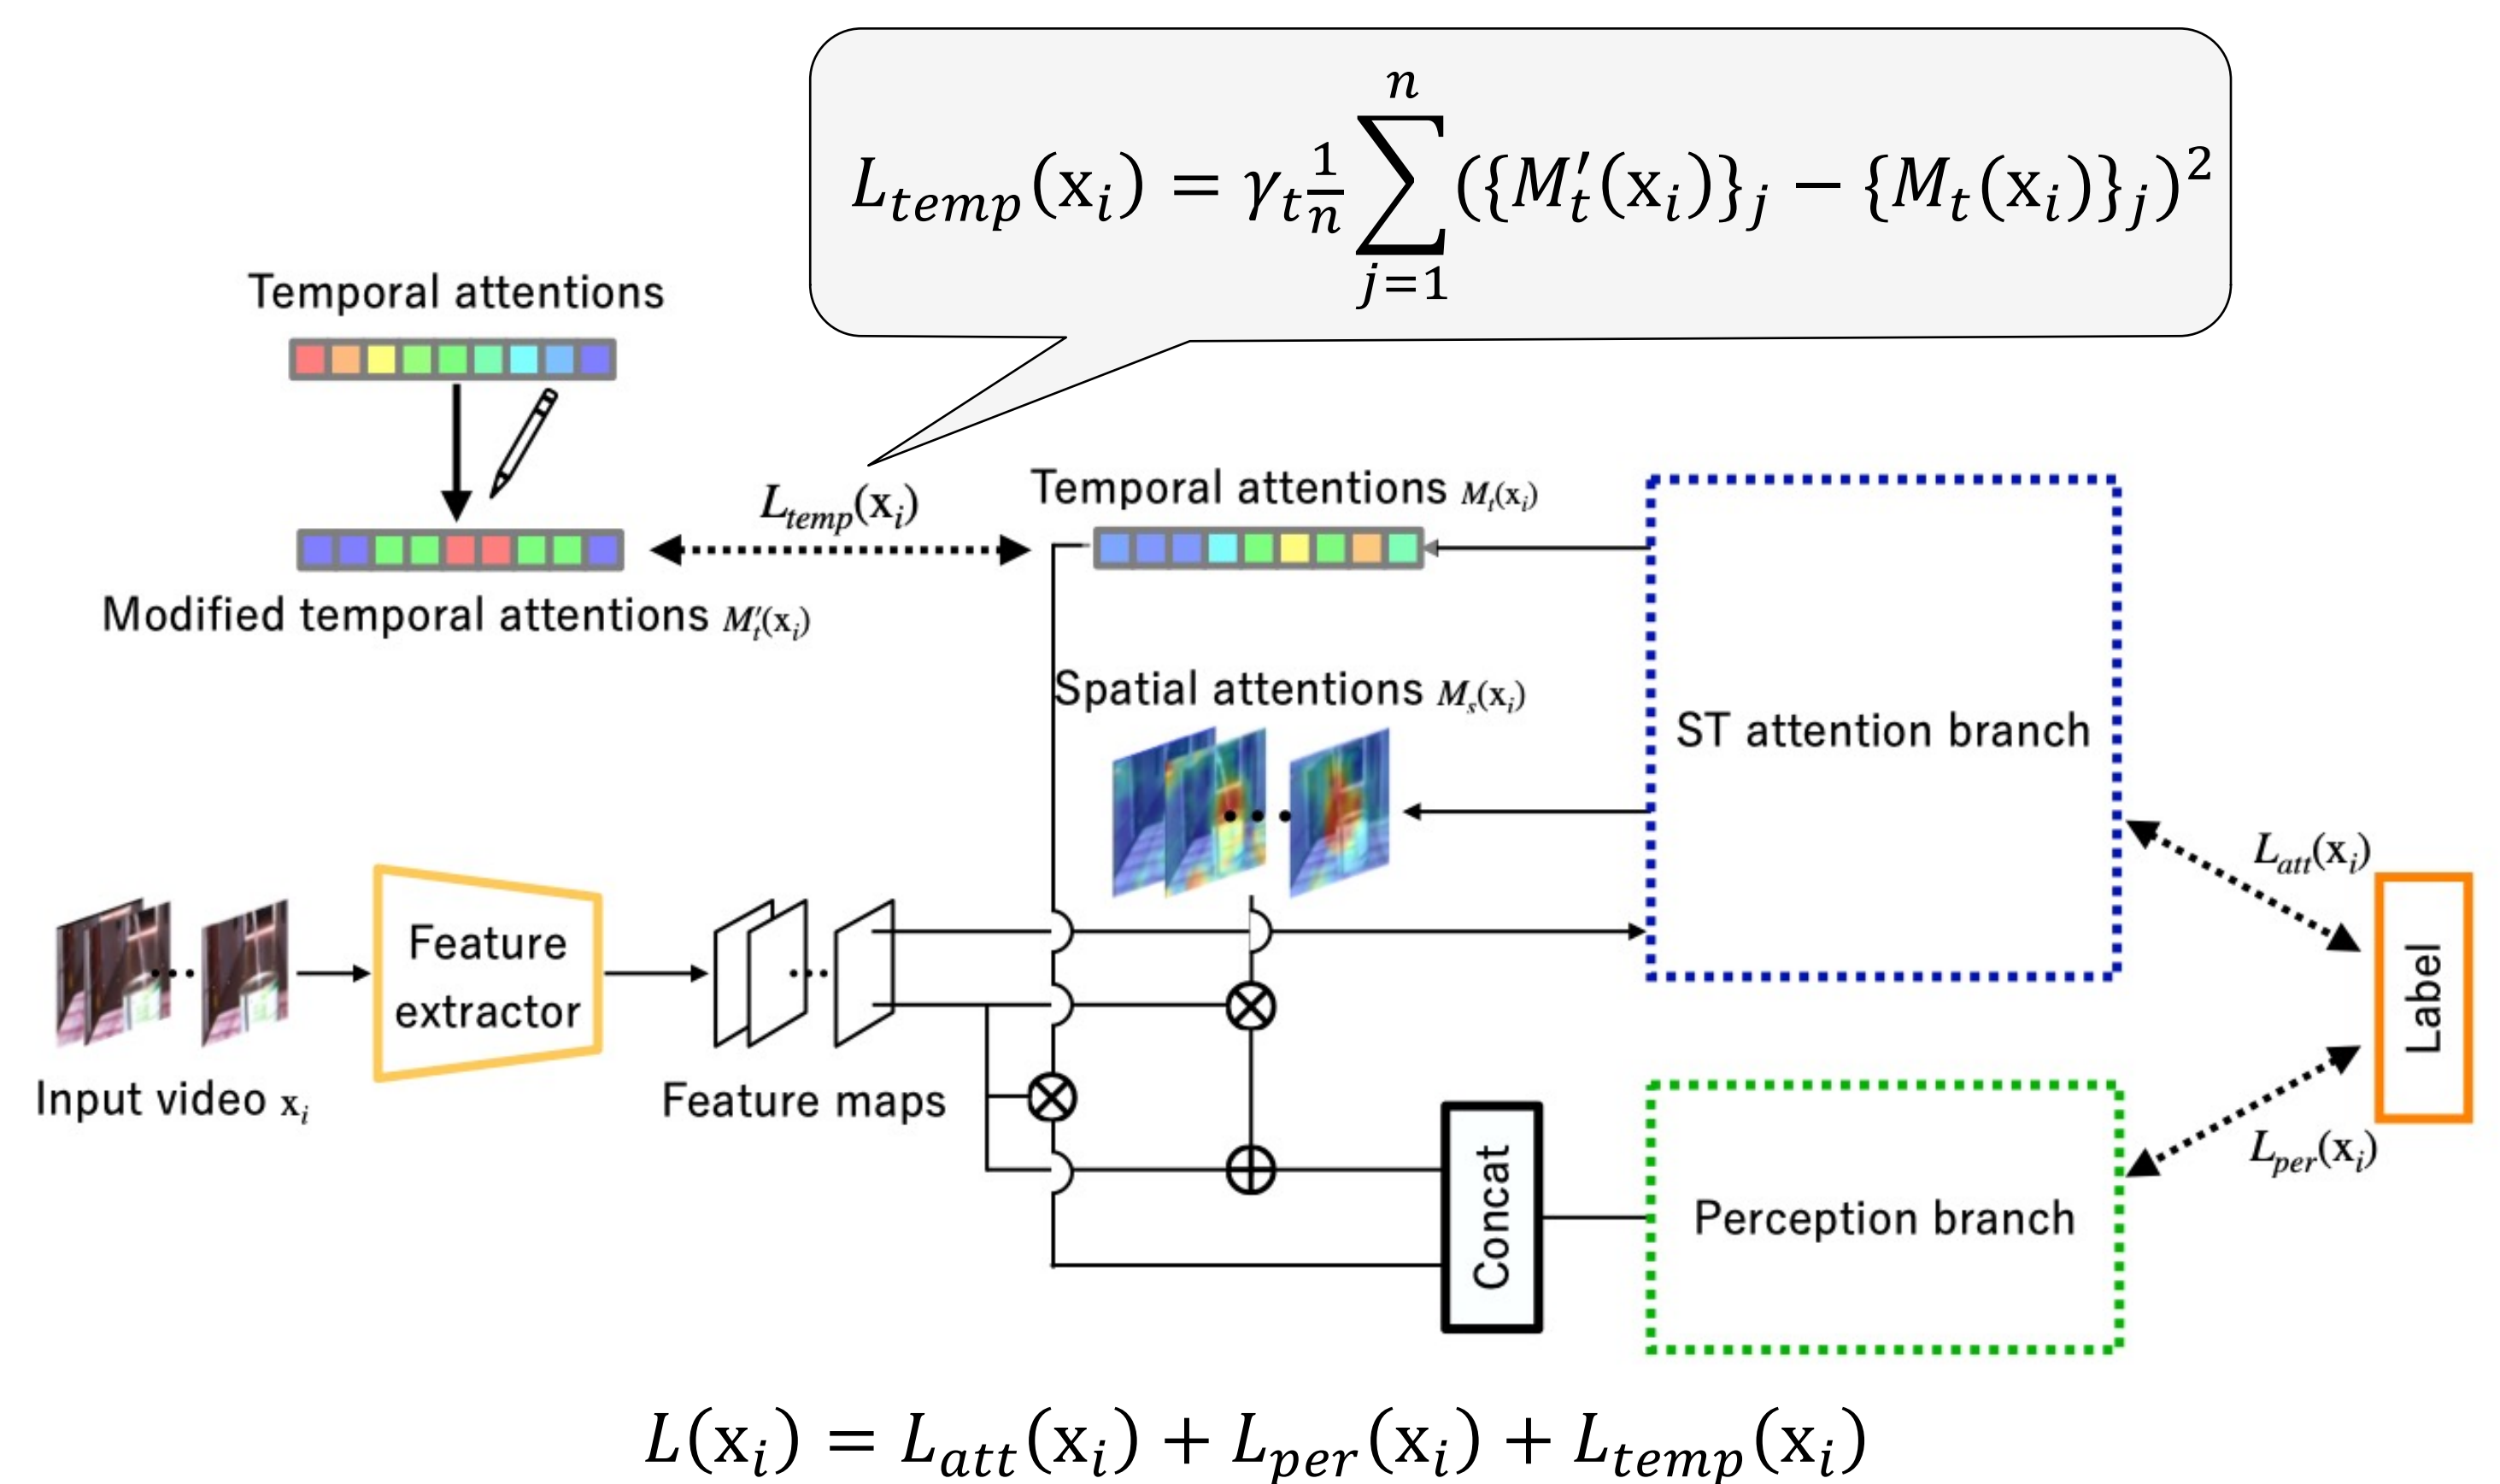 L_temp(x_i) = γ_t 1/n ∑_{j=1}^{n} ({M′_t(x_i)}_j − {M_t(x_i)}_j)²
Temporal attentions
L_temp(x_i)
Modified temporal attentions M′_t(x_i)
Temporal attentions M_t(x_i)
Spatial attentions M_s(x_i)
ST attention branch
L_att(x_i)
Label
L_per(x_i)
Input video x_i
Feature
extractor
Feature maps
Concat
Perception branch
L(x_i) = L_att(x_i) + L_per(x_i) + L_temp(x_i)